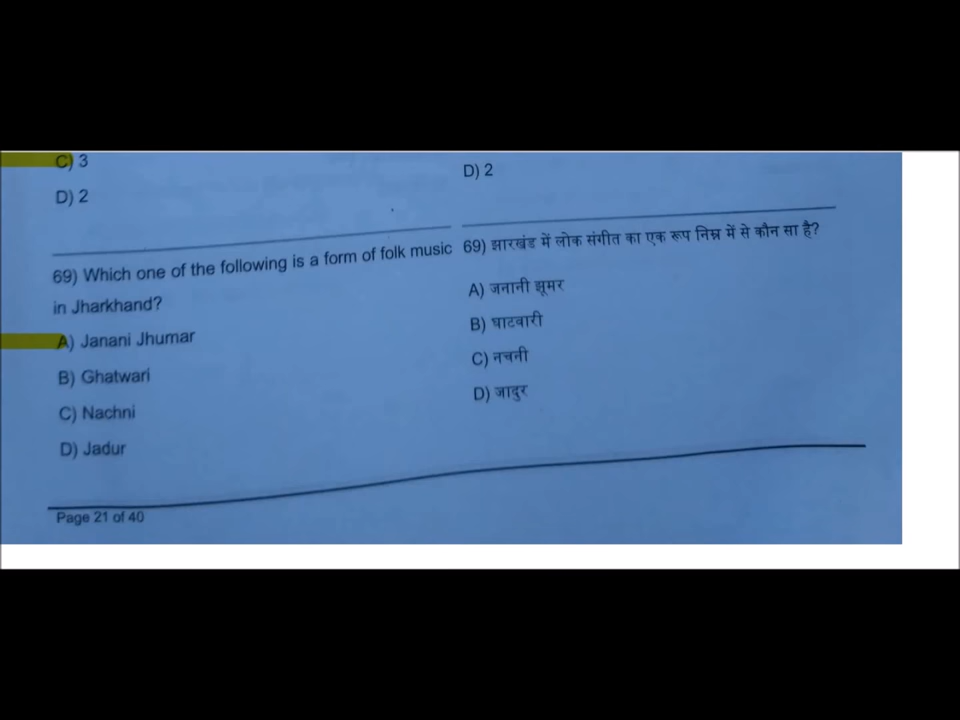 C) 3
D) 2
69) Which one of the following is a form of folk music
in Jharkhand?
A) Janani Jhumar
B) Ghatwari
C) Nachni
D) Jadur
Page 21 of 40
D) 2
69) झारखंड में लोक संगीत का एक रूप निम्न में से कौन सा है?
A) जनानी झूमर
B) घाटवारी
C) नचनी
D) जादुर